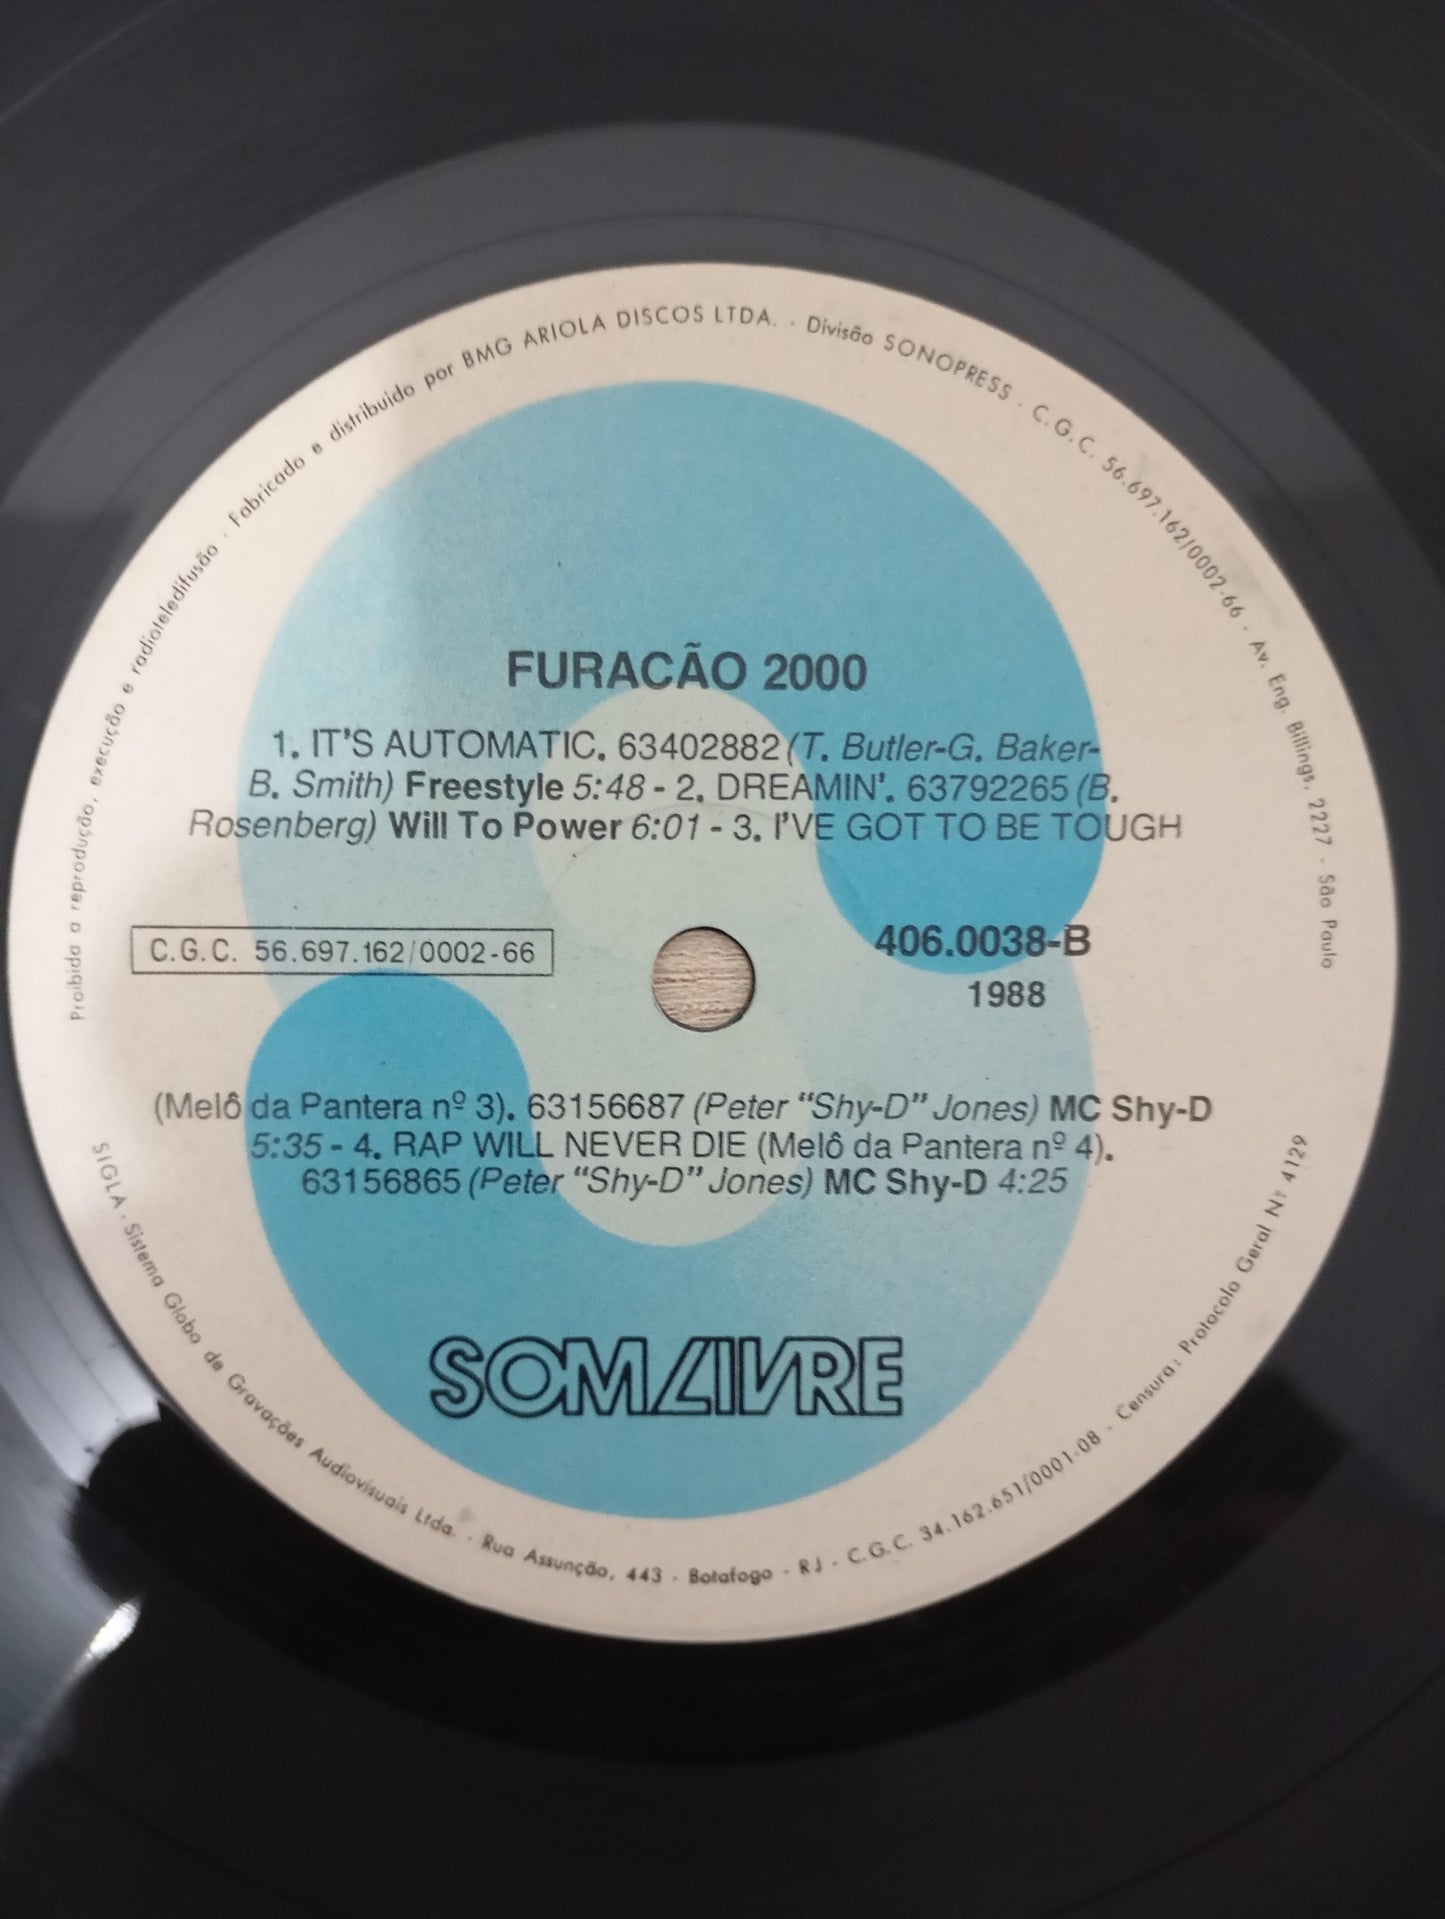 Proibida a reprodução, execução e radioteledifusão · Fabricado e distribuido por BMG ARIOLA DISCOS LTDA. · Divisão SONOPRESS · C.G.C. 56.697.162/0002-66 · Av. Eng. Billings, 2227 · São Paulo
FURACÃO 2000
1. IT'S AUTOMATIC. 63402882 (T. Butler-G. Baker-
B. Smith) Freestyle 5:48 - 2. DREAMIN'. 63792265 (B.
Rosenberg) Will To Power 6:01 - 3. I'VE GOT TO BE TOUGH
C.G.C. 56.697.162/0002-66
406.0038-B
1988
(Melô da Pantera nº 3). 63156687 (Peter "Shy-D" Jones) MC Shy-D
5:35 - 4. RAP WILL NEVER DIE (Melô da Pantera nº 4).
63156865 (Peter "Shy-D" Jones) MC Shy-D 4:25
SOM LIVRE
SIGLA · Sistema Globo de Gravações Audiovisuais Ltda. · Rua Assunção, 443 · Botafogo · RJ · C.G.C. 34.162.651/0001-08 · Censura: Protocolo Geral Nº 4129